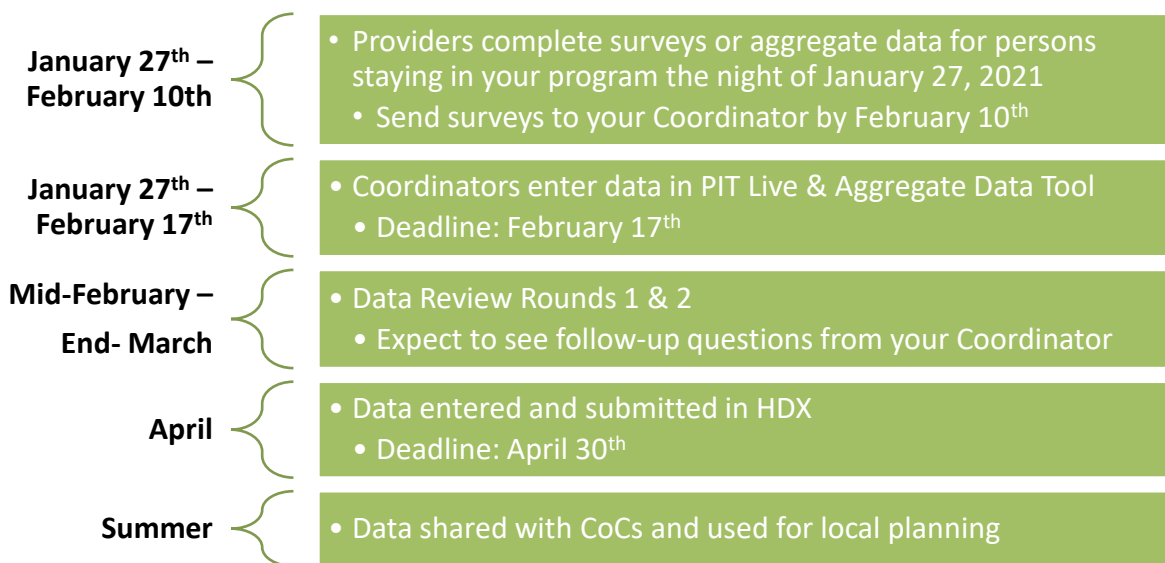 January 27th –
February 10th
• Providers complete surveys or aggregate data for persons
staying in your program the night of January 27, 2021
• Send surveys to your Coordinator by February 10th
January 27th –
February 17th
• Coordinators enter data in PIT Live & Aggregate Data Tool
• Deadline: February 17th
Mid-February –
End- March
• Data Review Rounds 1 & 2
• Expect to see follow-up questions from your Coordinator
April
• Data entered and submitted in HDX
• Deadline: April 30th
Summer
• Data shared with CoCs and used for local planning